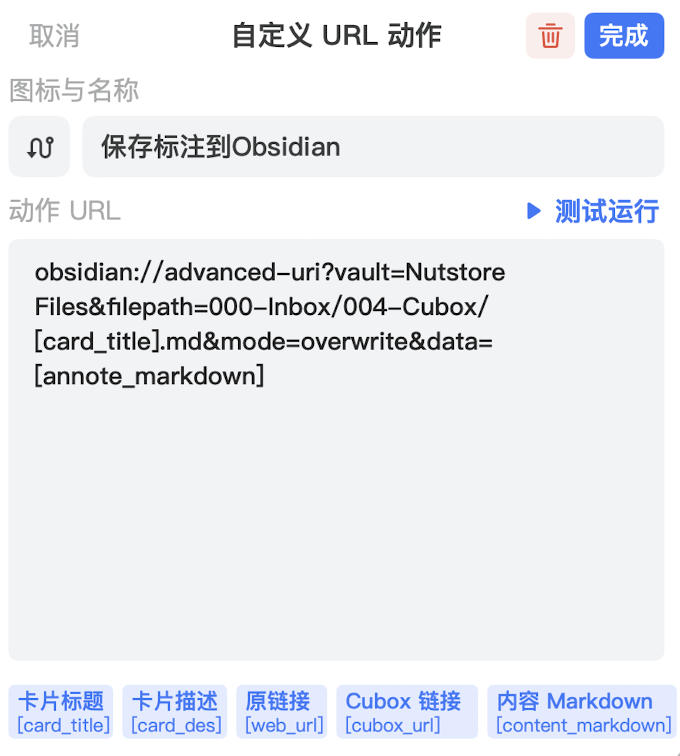 取消
自定义 URL 动作
完成
图标与名称
保存标注到Obsidian
动作 URL
测试运行
obsidian://advanced-uri?vault=Nutstore
Files&filepath=000-Inbox/004-Cubox/
[card_title].md&mode=overwrite&data=
[annote_markdown]
卡片标题
[card_title]
卡片描述
[card_des]
原链接
[web_url]
Cubox 链接
[cubox_url]
内容 Markdown
[content_markdown]